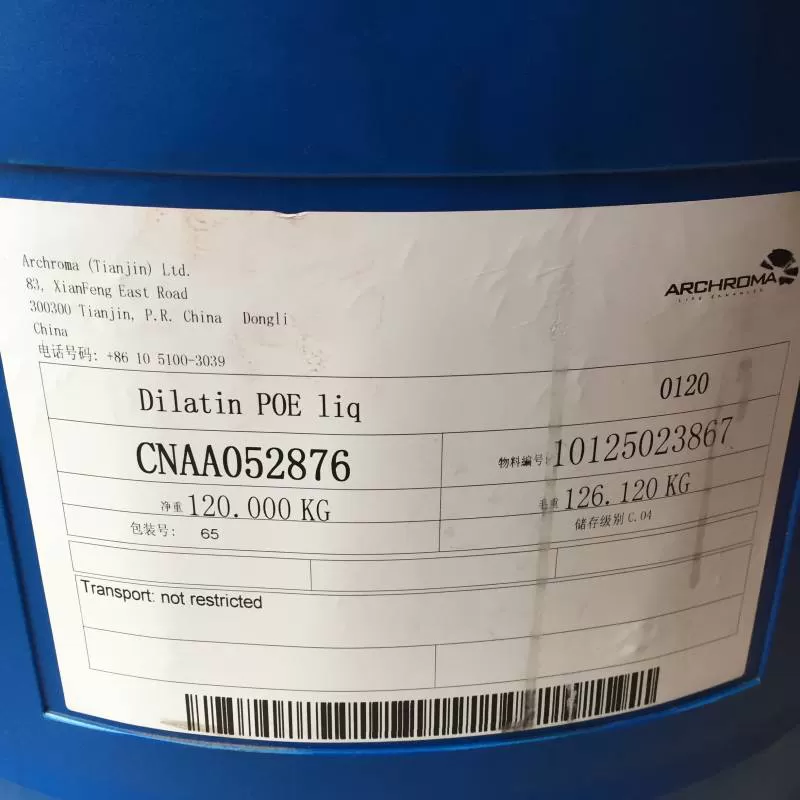 Archroma (Tianjin) Ltd.
83, XianFeng East Road
300300 Tianjin, P.R. China Dongli
China
电话号码: +86 10 5100-3039
ARCHROMA
Life Enhanced
Dilatin POE liq 0120
CNAA052876 物料编号: 10125023867
净重 120.000 KG 毛重 126.120 KG
包装号: 65 储存级别 C.04
Transport: not restricted